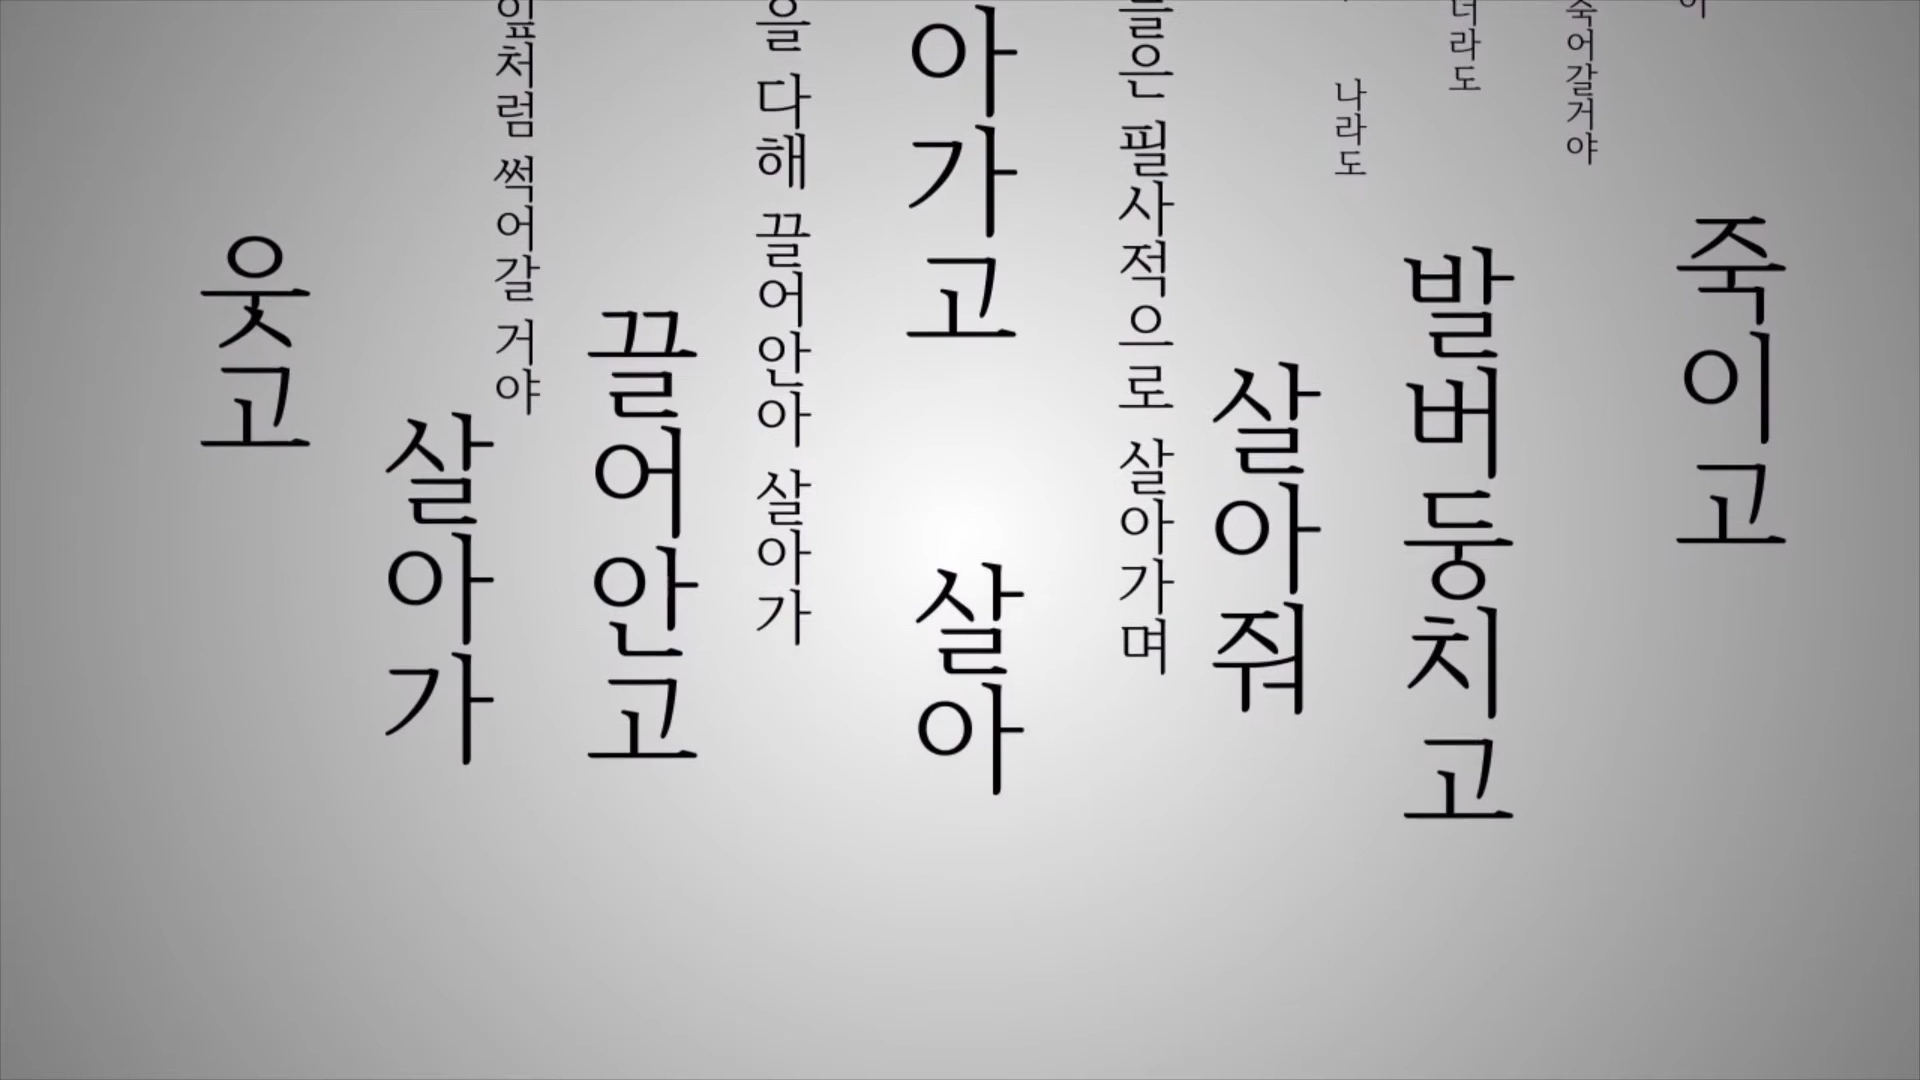 죽이고
죽어갈거야
너라도
발버둥치고
나라도
살아줘
들은 필사적으로 살아가며
아가고 살아
을 다해 끌어안아 살아가
끌어안고
잎처럼 썩어갈 거야
살아가
웃고